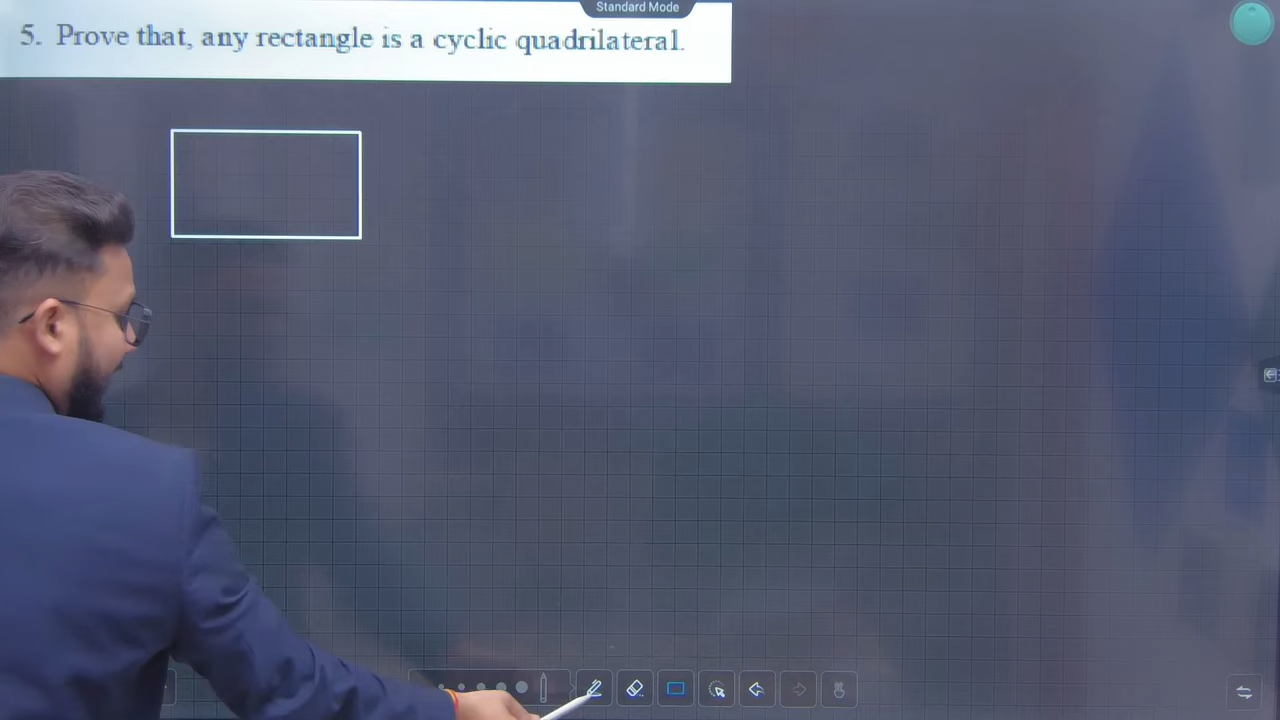 Standard Mode
5. Prove that, any rectangle is a cyclic quadrilateral.